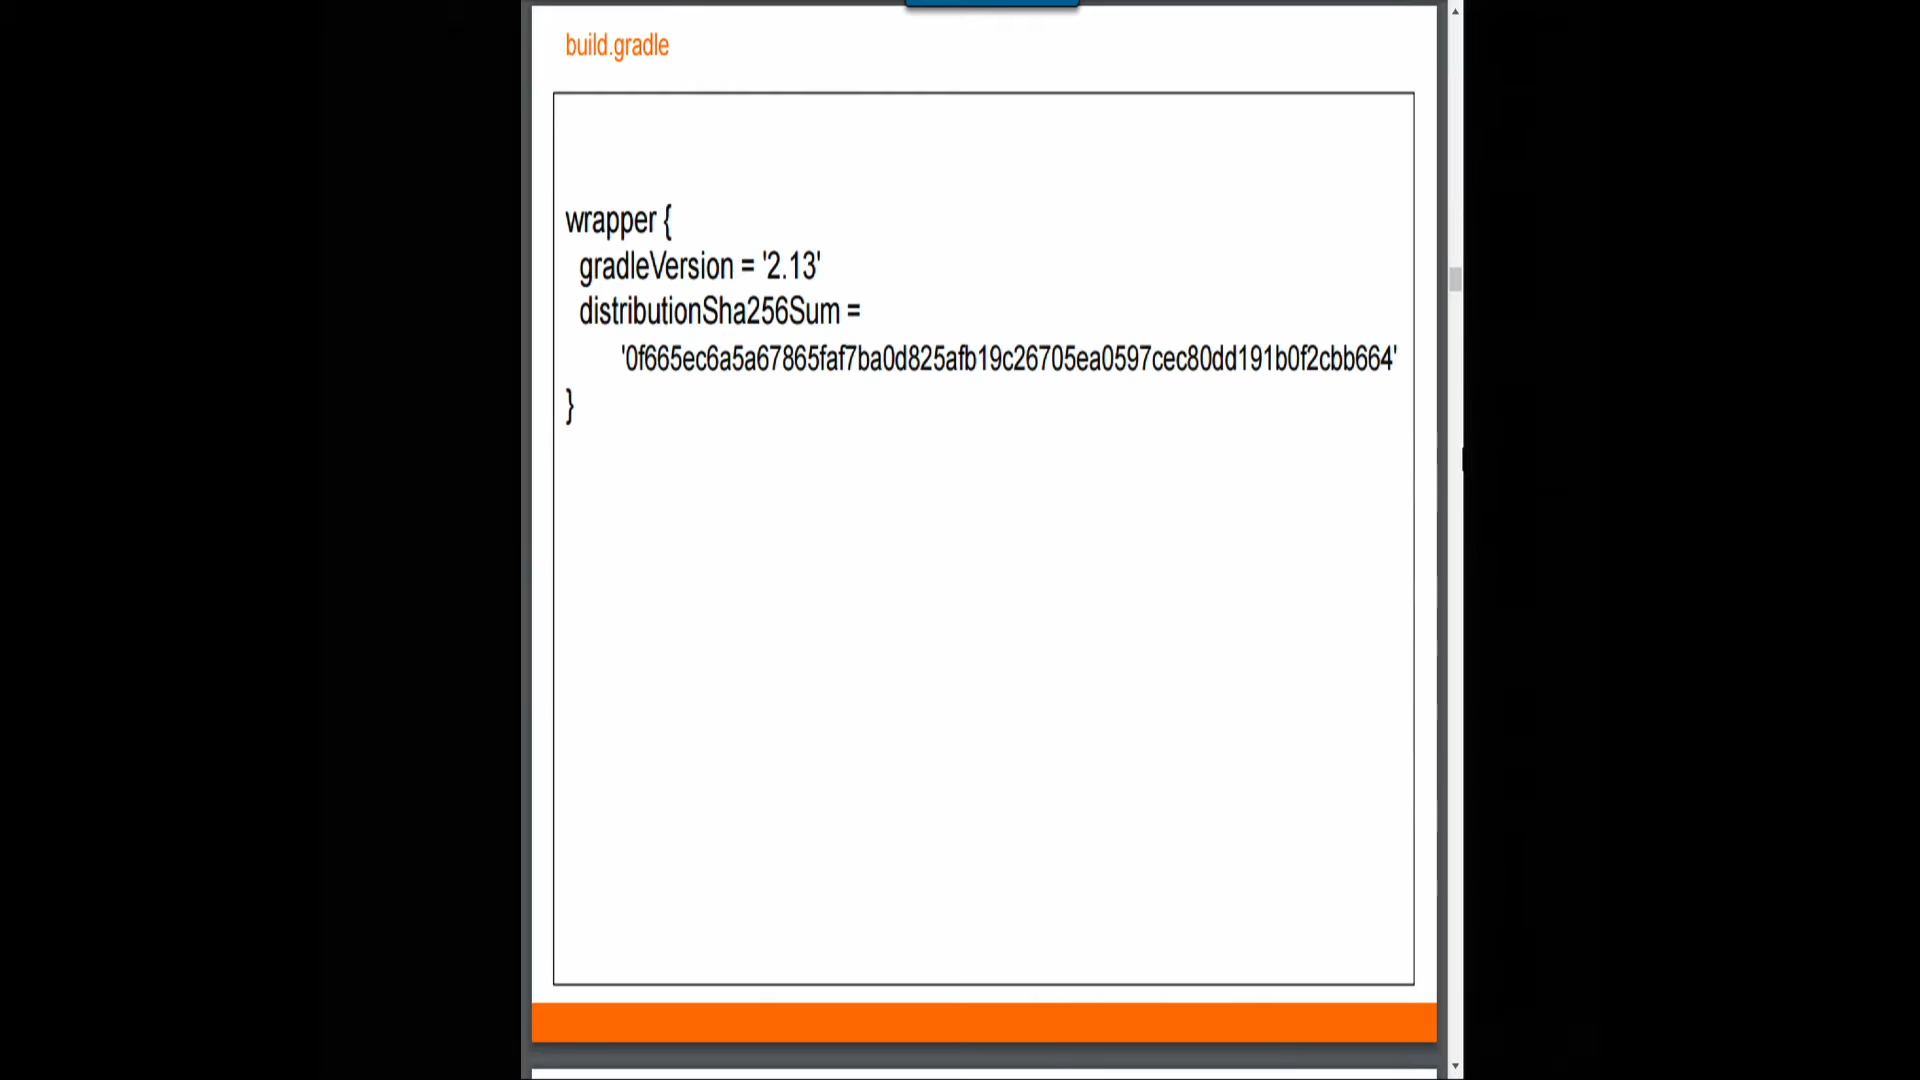 build.gradle
wrapper {
gradleVersion = '2.13'
distributionSha256Sum =
'0f665ec6a5a67865faf7ba0d825afb19c26705ea0597cec80dd191b0f2cbb664'
}